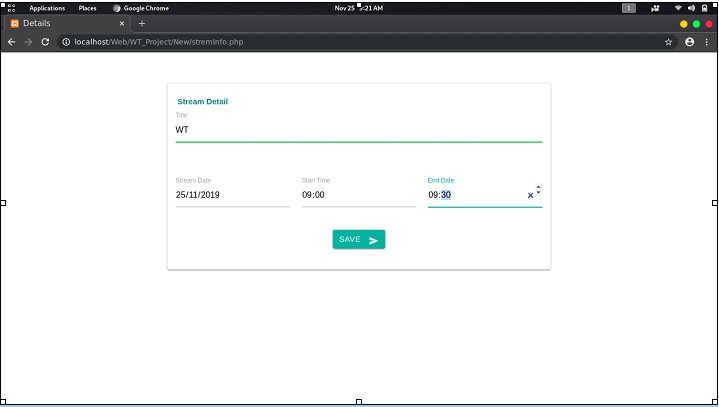 Applications Places Google Chrome Nov 25 :21 AM 1
Details
localhost/Web/WT_Project/New/stremInfo.php
Stream Detail
Title
WT
Stream Date Start Time End Date
25/11/2019 09:00 09:30
SAVE